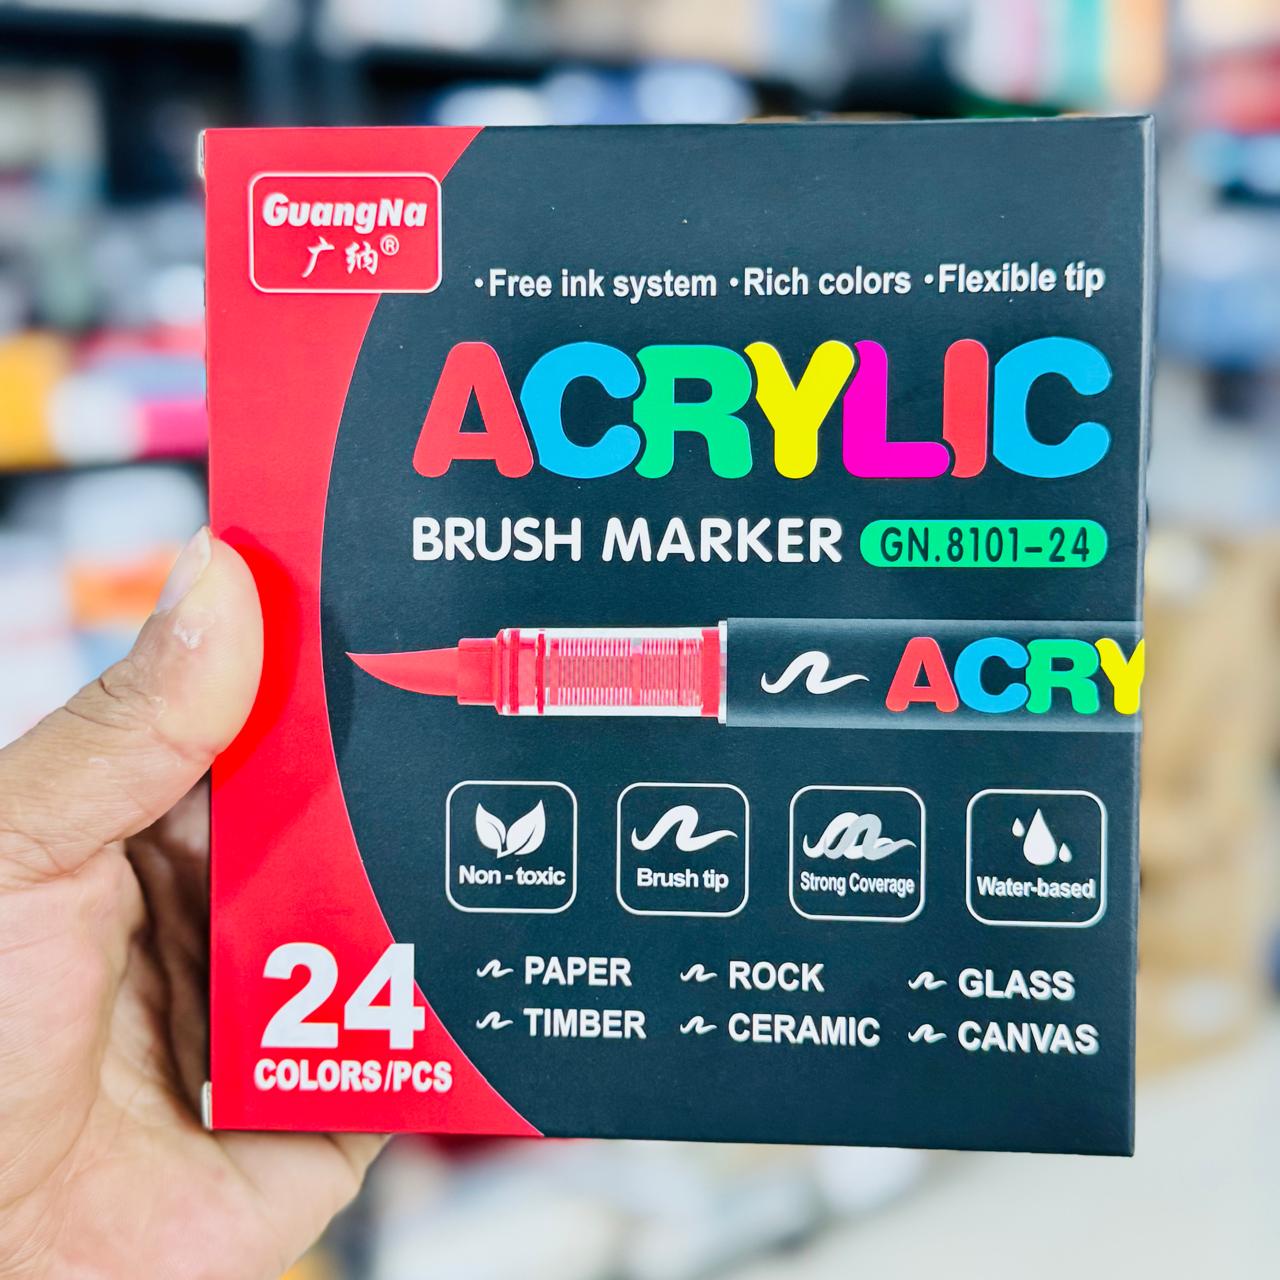 GuangNa
广纳®
·Free ink system ·Rich colors ·Flexible tip
ACRYLIC
BRUSH MARKER GN.8101-24
ACRY
Non-toxic Brush tip Strong Coverage Water-based
PAPER ROCK GLASS
TIMBER CERAMIC CANVAS
24
COLORS/PCS